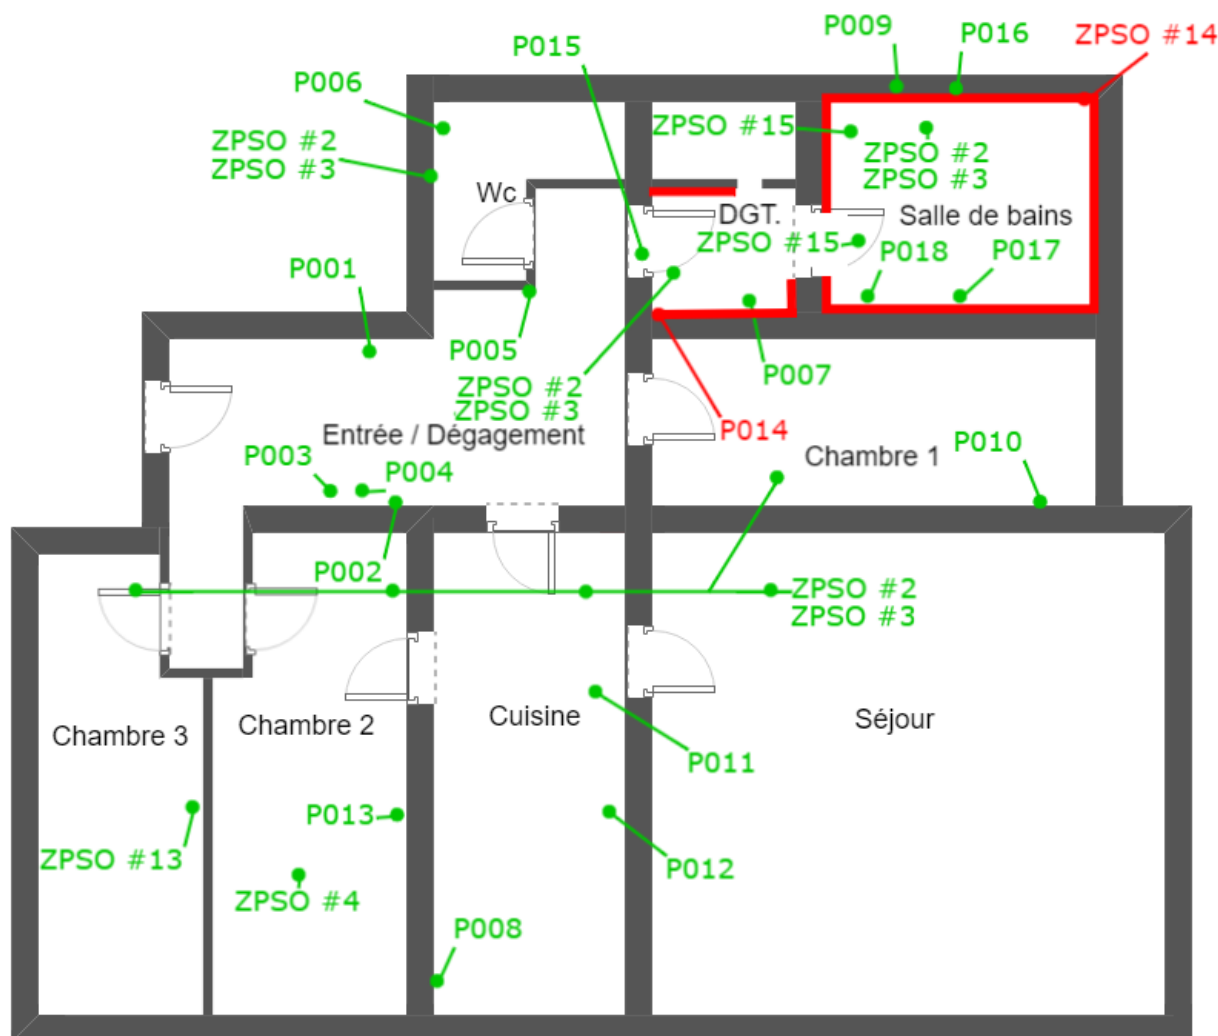 P009
P016
ZPSO #14
P015
P006
ZPSO #15
ZPSO #2
ZPSO #3
ZPSO #2
ZPSO #3
Wc
DGT.
Salle de bains
ZPSO #15
P018
P017
P001
P005
P007
ZPSO #2
ZPSO #3
P014
Entrée / Dégagement
Chambre 1
P010
P003
P004
P002
ZPSO #2
ZPSO #3
Chambre 3
Chambre 2
Cuisine
Séjour
P011
P013
ZPSO #13
P012
ZPSO #4
P008